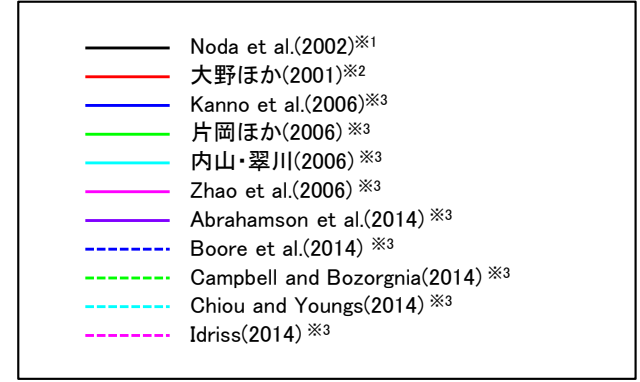 Noda et al.(2002)※1
大野ほか(2001)※2
Kanno et al.(2006)※3
片岡ほか(2006) ※3
内山・翠川(2006) ※3
Zhao et al.(2006) ※3
Abrahamson et al.(2014) ※3
Boore et al.(2014) ※3
Campbell and Bozorgnia(2014) ※3
Chiou and Youngs(2014) ※3
Idriss(2014) ※3